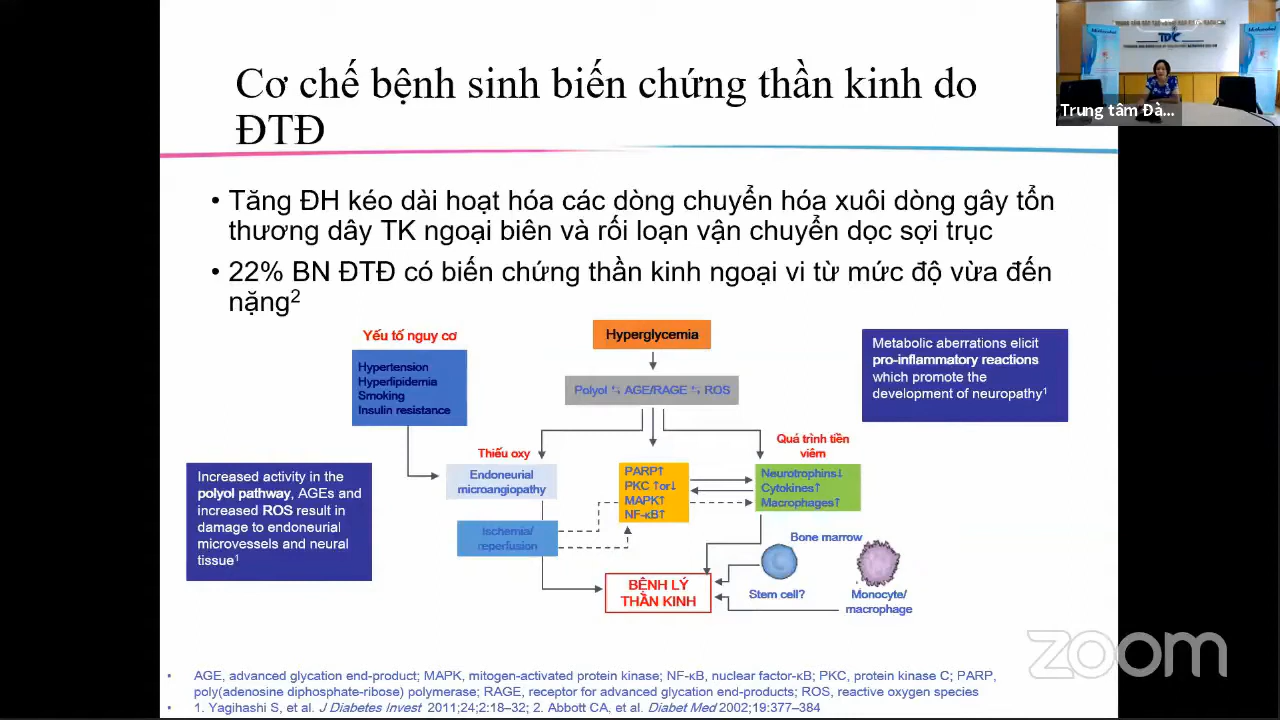 Cơ chế bệnh sinh biến chứng thần kinh do
ĐTĐ
TDC
Trung tâm Đà...
• Tăng ĐH kéo dài hoạt hóa các dòng chuyển hóa xuôi dòng gây tổn
thương dây TK ngoại biên và rối loạn vận chuyển dọc sợi trục
• 22% BN ĐTĐ có biến chứng thần kinh ngoại vi từ mức độ vừa đến
nặng2
Yếu tố nguy cơ
Hypertension
Hyperlipidemia
Smoking
Insulin resistance
Hyperglycemia
Polyol ⇆ AGE/RAGE ⇆ ROS
Metabolic aberrations elicit
pro-inflammatory reactions
which promote the
development of neuropathy1
Thiếu oxy
Endoneurial
microangiopathy
Ischemia/
reperfusion
PARP↑
PKC ↑or↓
MAPK↑
NF-κB↑
Quá trình tiền
viêm
Neurotrophins↓
Cytokines↑
Macrophages↑
Increased activity in the
polyol pathway, AGEs and
increased ROS result in
damage to endoneurial
microvessels and neural
tissue1
BỆNH LÝ
THẦN KINH
Bone marrow
Stem cell?
Monocyte/
macrophage
zoom
• AGE, advanced glycation end-product; MAPK, mitogen-activated protein kinase; NF-κB, nuclear factor-κB; PKC, protein kinase C; PARP,
poly(adenosine diphosphate-ribose) polymerase; RAGE, receptor for advanced glycation end-products; ROS, reactive oxygen species
• 1. Yagihashi S, et al. J Diabetes Invest 2011;24;2:18–32; 2. Abbott CA, et al. Diabet Med 2002;19:377–384